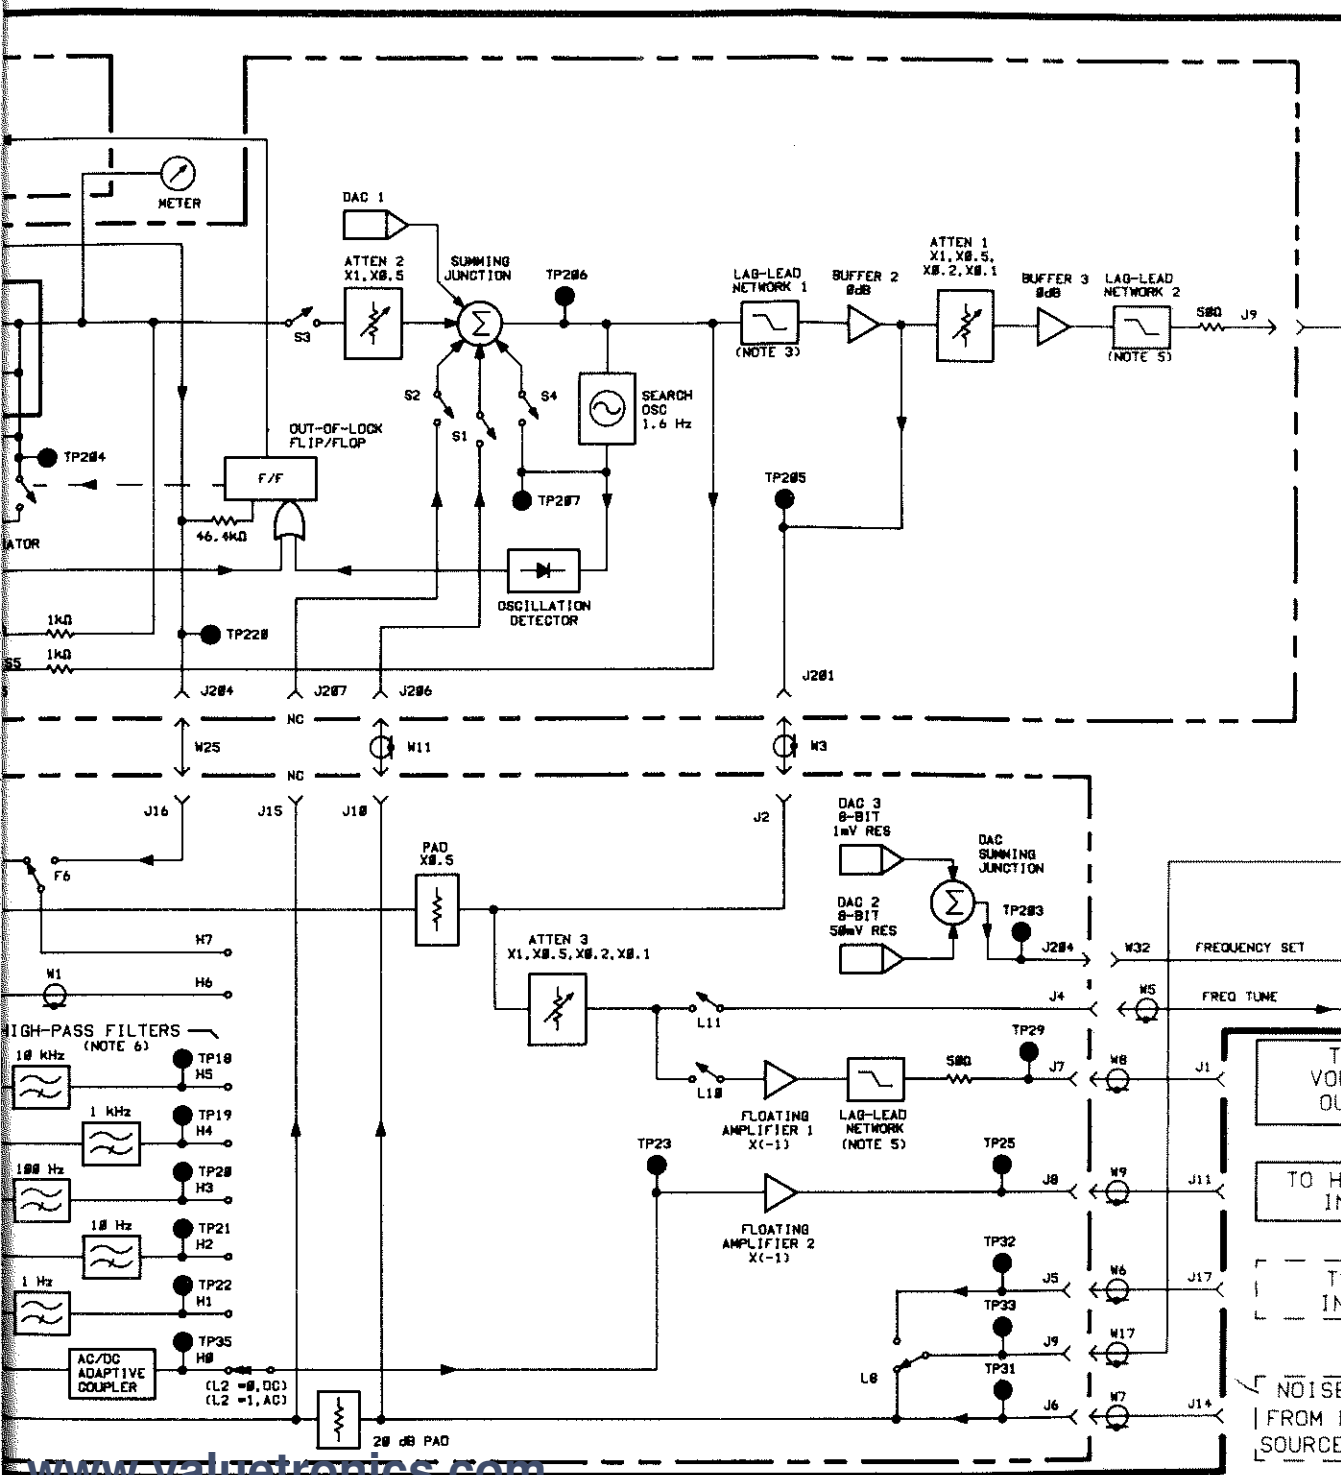 METER
DAC 1
ATTEN 2
X1,X0.5
SUMMING
JUNCTION
TP206
LAG-LEAD
NETWORK 1
(NOTE 3)
BUFFER 2
0dB
ATTEN 1
X1,X0.5,
X0.2,X0.1
BUFFER 3
0dB
LAG-LEAD
NETWORK 2
(NOTE 5)
50Ω
J9
S3
Σ
S2
S1
S4
SEARCH
OSC
1.6 Hz
OUT-OF-LOCK
FLIP/FLOP
F/F
TP204
TP207
TP205
46.4kΩ
ATOR
OSCILLATION
DETECTOR
1kΩ
TP220
S5
1kΩ
J204
J207
J206
J201
NC
W25
W11
W3
NC
J16
J15
J10
J2
DAC 3
8-BIT
1mV RES
DAC
SUMMING
JUNCTION
Σ
F6
PAD
X0.5
DAC 2
8-BIT
50mV RES
TP203
J204
W32
FREQUENCY SET
H7
ATTEN 3
X1,X0.5,X0.2,X0.1
W1
H6
L11
J4
W5
FREQ TUNE
HIGH-PASS FILTERS
(NOTE 6)
10 kHz
TP18
H5
L10
FLOATING
AMPLIFIER 1
X(-1)
LAG-LEAD
NETWORK
(NOTE 5)
50Ω
TP29
J7
W8
J1
T
VO
OU
1 kHz
TP19
H4
TP23
TP25
100 Hz
TP20
H3
FLOATING
AMPLIFIER 2
X(-1)
J8
W9
J11
TO H
IN
10 Hz
TP21
H2
TP32
J5
W6
J17
T
IN
1 Hz
TP22
H1
TP33
J9
W17
TP35
H0
AC/DC
ADAPTIVE
COUPLER
(L2 =0,DC)
(L2 =1,AC)
L8
TP31
J6
W7
J14
NOISE
FROM
SOURCE
20 dB PAD
www.valuetronics.com